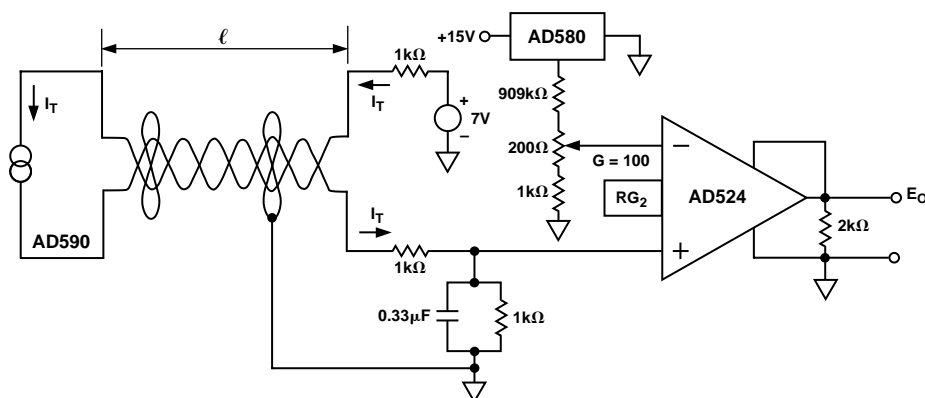 ℓ
+15V
AD580
1kΩ
I_T
I_T
+
7V
–
909kΩ
200Ω
G = 100
1kΩ
RG₂
–
AD524
+
E_O
2kΩ
AD590
I_T
1kΩ
0.33µF
1kΩ